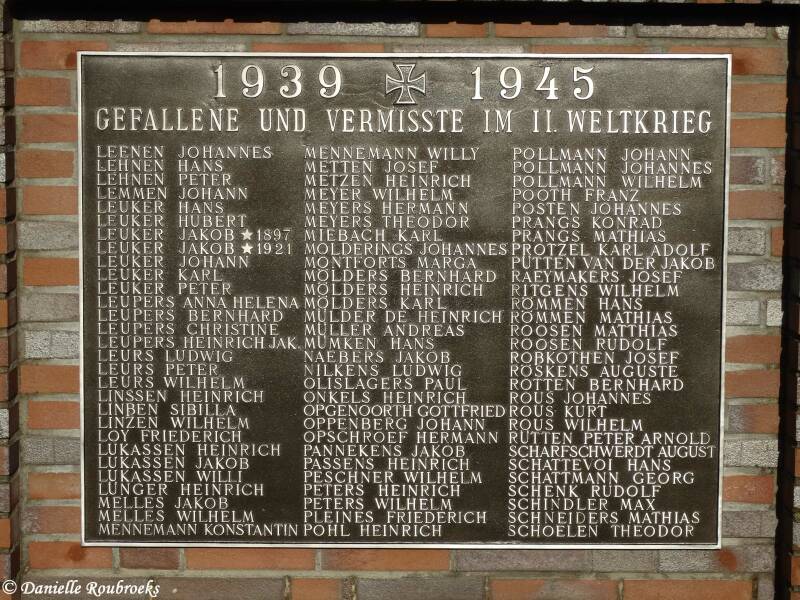 1939 1945
GEFALLENE UND VERMISSTE IM II. WELTKRIEG
LEENEN JOHANNES
LEHNEN HANS
LEHNEN PETER
LEMMEN JOHANN
LEUKER HANS
LEUKER HUBERT
LEUKER JAKOB ★ 1897
LEUKER JAKOB ★ 1921
LEUKER JOHANN
LEUKER KARL
LEUKER PETER
LEUPERS ANNA HELENA
LEUPERS BERNHARD
LEUPERS CHRISTINE
LEUPERS HEINRICH JAK.
LEURS LUDWIG
LEURS PETER
LEURS WILHELM
LINSSEN HEINRICH
LINBEN SIBILLA
LINZEN WILHELM
LOY FRIEDERICH
LUKASSEN HEINRICH
LUKASSEN JAKOB
LUKASSEN WILLI
LÜNGER HEINRICH
MELLES JAKOB
MELLES WILHELM
MENNEMANN KONSTANTIN
MENNEMANN WILLY
METTEN JOSEF
METZEN HEINRICH
MEYER WILHELM
MEYERS HERMANN
MEYERS THEODOR
MIEBACH KARL
MOLDERINGS JOHANNES
MONTFORTS MARGA
MÖLDERS BERNHARD
MÖLDERS HEINRICH
MÖLDERS KARL
MÜLDER DE HEINRICH
MÜLLER ANDREAS
MÜMKEN HANS
NAEBERS JAKOB
NILKENS LUDWIG
OLISLAGERS PAUL
ONKELS HEINRICH
OPGENOORTH GOTTFRIED
OPPENBERG JOHANN
OPSCHROEF HERMANN
PANNEKENS JAKOB
PASSENS HEINRICH
PESCHNER WILHELM
PETERS HEINRICH
PETERS WILHELM
PLEINES FRIEDERICH
POHL HEINRICH
POLLMANN JOHANN
POLLMANN JOHANNES
POLLMANN WILHELM
POOTH FRANZ
POSTEN JOHANNES
PRANGS KONRAD
PRANGS MATHIAS
PROTZEL KARL ADOLF
PÜTTEN VAN DER JAKOB
RAEYMAKERS JOSEF
RITGENS WILHELM
RÖMMEN HANS
RÖMMEN MATHIAS
ROOSEN MATTHIAS
ROOSEN RUDOLF
ROBKOTHEN JOSEF
RÖSKENS AUGUSTE
ROTTEN BERNHARD
ROUS JOHANNES
ROUS KURT
ROUS WILHELM
RÜTTEN PETER ARNOLD
SCHARFSCHWERDT AUGUST
SCHATTEVOI HANS
SCHATTMANN GEORG
SCHENK RUDOLF
SCHINDLER MAX
SCHNEIDERS MATHIAS
SCHOELEN THEODOR
© Danielle Roubroeks